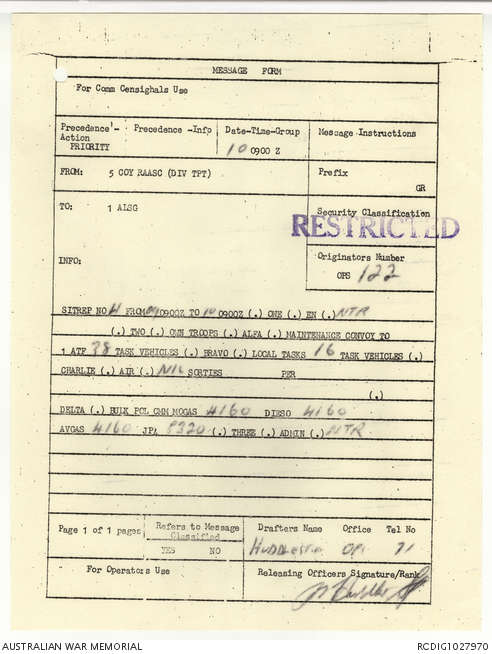 MESSAGE FORM
For Comm Censighals Use
Precedence'- Action PRIORITY
Precedence -Info
Date-Time-Group 10 0900 Z
Message Instructions
FROM: 5 COY RAASC (DIV TPT)
Prefix
GR
TO: 1 ALSG
Security Classification
RESTRICTED
INFO:
Originators Number
OPS 122
SITREP NO H FROM 09 0900Z TO 10 0900Z (.) ONE (.) EN (.) NTR
(.) TWO (.) OWN TROOPS (.) ALFA (.) MAINTENANCE CONVOY TO
1 ATF 38 TASK VEHICLES (.) BRAVO (.) LOCAL TASKS 16 TASK VEHICLES (.)
CHARLIE (.) AIR (.) NIL SORTIES PER
(.)
DELTA (.) BULK POL CMN MOGAS 4160 DIESO 4160
AVGAS 4160 JPA 8320 (.) THREE (.) ADMIN (.) NTR
Page 1 of 1 pages
Refers to Message
Classified
YES NO
Drafters Name
Office OPS
Tel No 71
For Operators Use
Releasing Officers Signature/Rank
AUSTRALIAN WAR MEMORIAL
RCDIG1027970